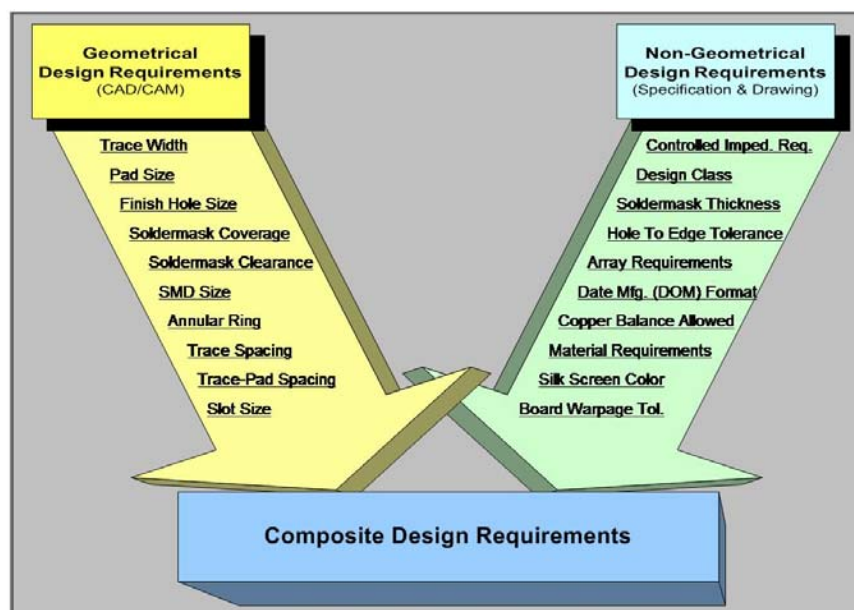 Geometrical
Design Requirements
(CAD/CAM)
Trace Width
Pad Size
Finish Hole Size
Soldermask Coverage
Soldermask Clearance
SMD Size
Annular Ring
Trace Spacing
Trace-Pad Spacing
Slot Size
Non-Geometrical
Design Requirements
(Specification & Drawing)
Controlled Imped. Req.
Design Class
Soldermask Thickness
Hole To Edge Tolerance
Array Requirements
Date Mfg. (DOM) Format
Copper Balance Allowed
Material Requirements
Silk Screen Color
Board Warpage Tol.
Composite Design Requirements